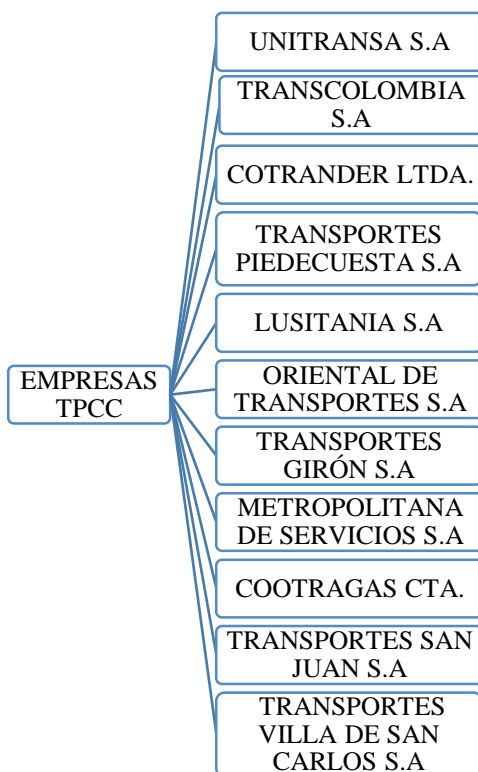 UNITRANSA S.A
TRANSCOLOMBIA
S.A
COTRANDER LTDA.
TRANSPORTES
PIEDECUESTA S.A
LUSITANIA S.A
EMPRESAS
TPCC
ORIENTAL DE
TRANSPORTES S.A
TRANSPORTES
GIRÓN S.A
METROPOLITANA
DE SERVICIOS S.A
COOTRAGAS CTA.
TRANSPORTES SAN
JUAN S.A
TRANSPORTES
VILLA DE SAN
CARLOS S.A